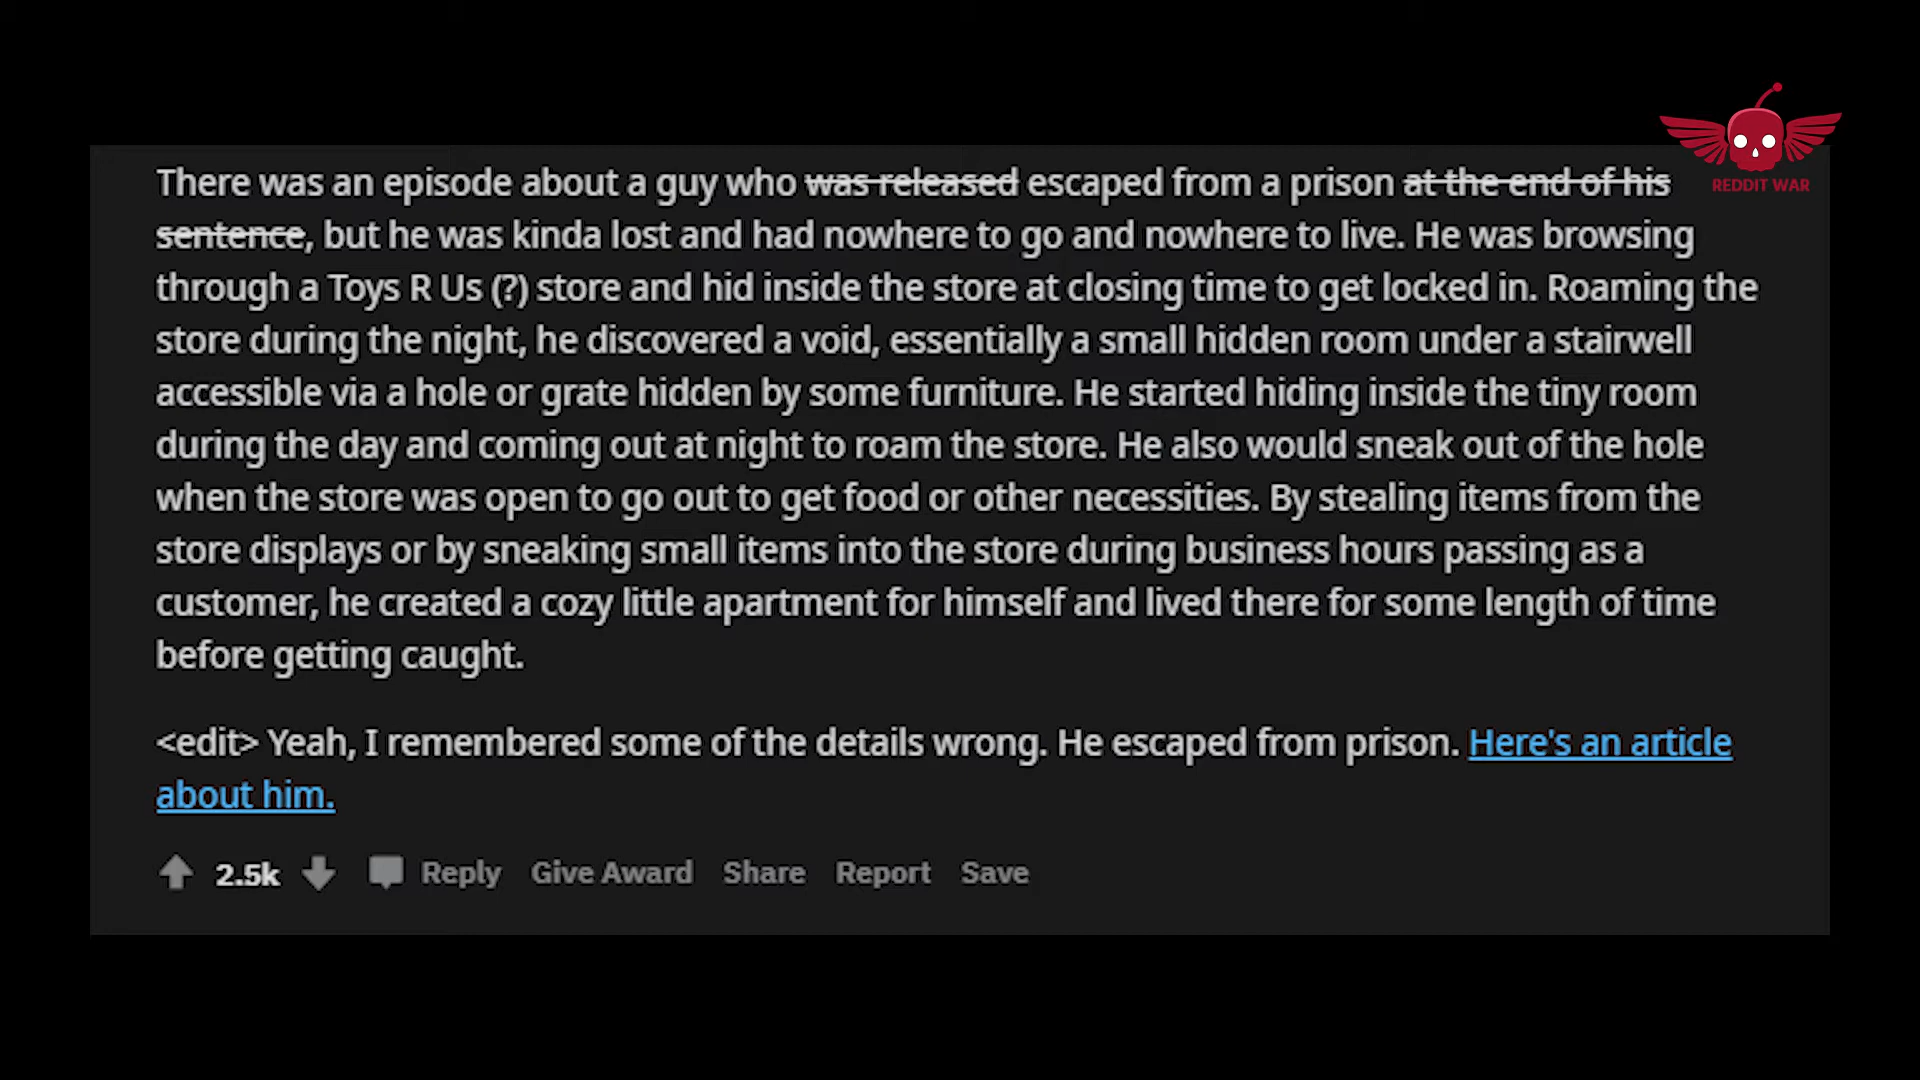 REDDIT WAR
There was an episode about a guy who was released escaped from a prison at the end of his
sentence, but he was kinda lost and had nowhere to go and nowhere to live. He was browsing
through a Toys R Us (?) store and hid inside the store at closing time to get locked in. Roaming the
store during the night, he discovered a void, essentially a small hidden room under a stairwell
accessible via a hole or grate hidden by some furniture. He started hiding inside the tiny room
during the day and coming out at night to roam the store. He also would sneak out of the hole
when the store was open to go out to get food or other necessities. By stealing items from the
store displays or by sneaking small items into the store during business hours passing as a
customer, he created a cozy little apartment for himself and lived there for some length of time
before getting caught.
<edit> Yeah, I remembered some of the details wrong. He escaped from prison. Here's an article
about him.
2.5k Reply Give Award Share Report Save